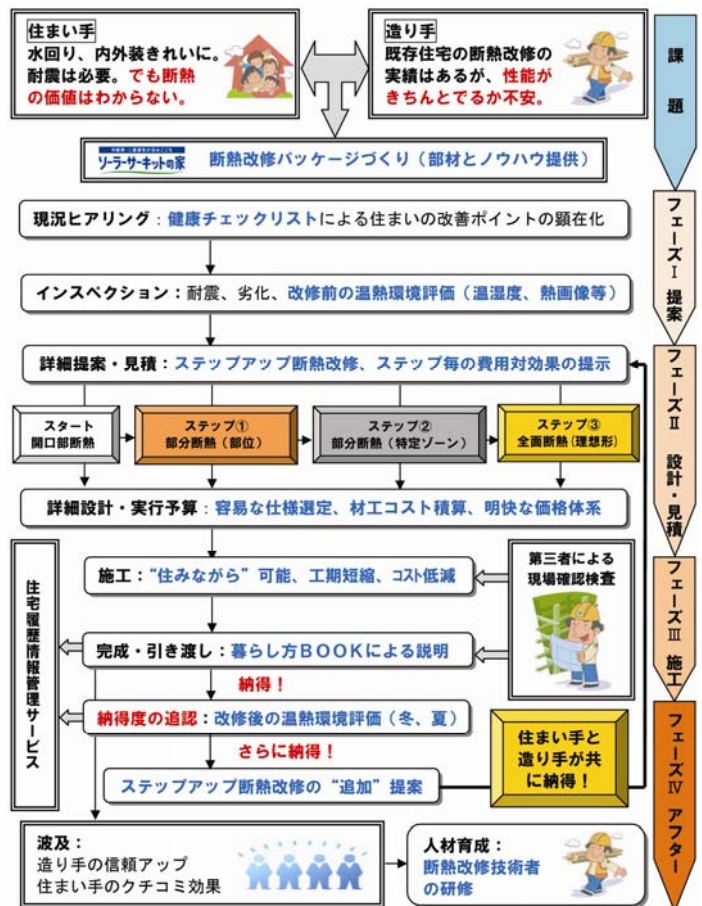 住まい手
水回り、内外装きれいに。
耐震は必要。でも断熱
の価値はわからない。
造り手
既存住宅の断熱改修の
実績はあるが、性能が
きちんとでるか不安。
課題
ソーラーサーキットの家
断熱改修パッケージづくり（部材とノウハウ提供）
現況ヒアリング：健康チェックリストによる住まいの改善ポイントの顕在化
インスペクション：耐震、劣化、改修前の温熱環境評価（温湿度、熱画像等）
フェーズⅠ 提案
詳細提案・見積：ステップアップ断熱改修、ステップ毎の費用対効果の提示
スタート
開口部断熱
ステップ①
部分断熱（部位）
ステップ②
部分断熱（特定ゾーン）
ステップ③
全面断熱（理想形）
詳細設計・実行予算：容易な仕様選定、材工コスト積算、明快な価格体系
フェーズⅡ 設計・見積
施工：“住みながら”可能、工期短縮、コスト低減
第三者による
現場確認検査
完成・引き渡し：暮らし方ＢＯＯＫによる説明
フェーズⅢ 施工
住宅履歴情報管理サービス
納得！
納得度の追認：改修後の温熱環境評価（冬、夏）
さらに納得！
ステップアップ断熱改修の“追加”提案
住まい手と
造り手が共
に納得！
フェーズⅣ アフター
波及：
造り手の信頼アップ
住まい手のクチコミ効果
人材育成：
断熱改修技術者
の研修